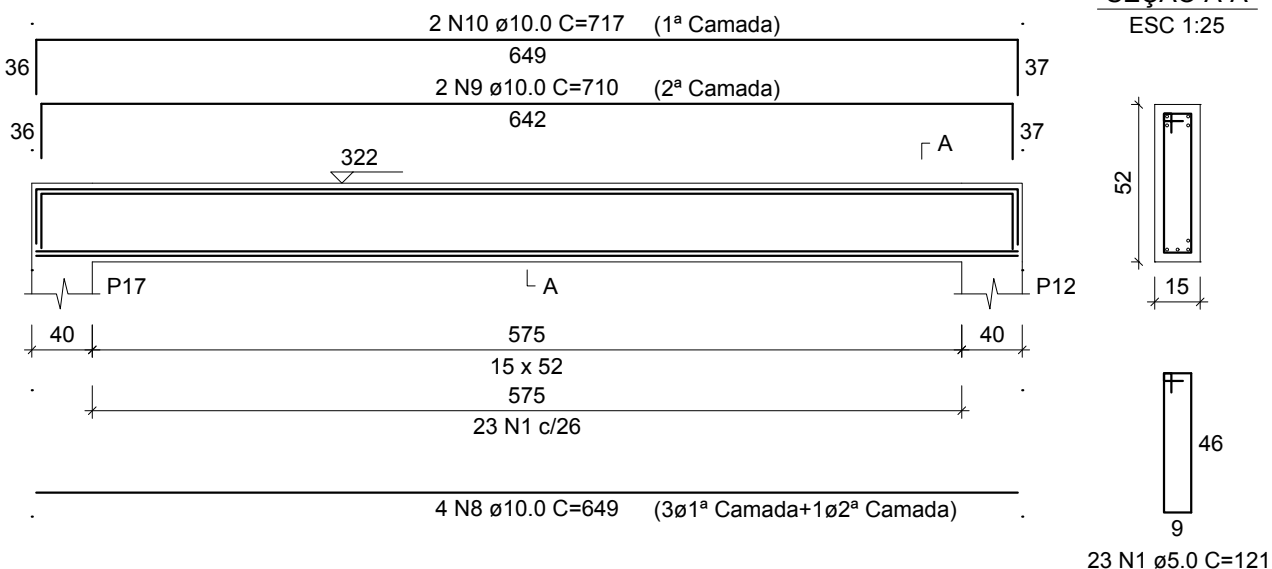 2 N10 ø10.0 C=717 (1ª Camada)
36
649
37
2 N9 ø10.0 C=710 (2ª Camada)
36
642
37
A
322
P17
A
P12
40
575
40
15 x 52
575
23 N1 c/26
4 N8 ø10.0 C=649 (3ø1ª Camada+1ø2ª Camada)
SEÇÃO A-A
ESC 1:25
52
15
46
9
23 N1 ø5.0 C=121